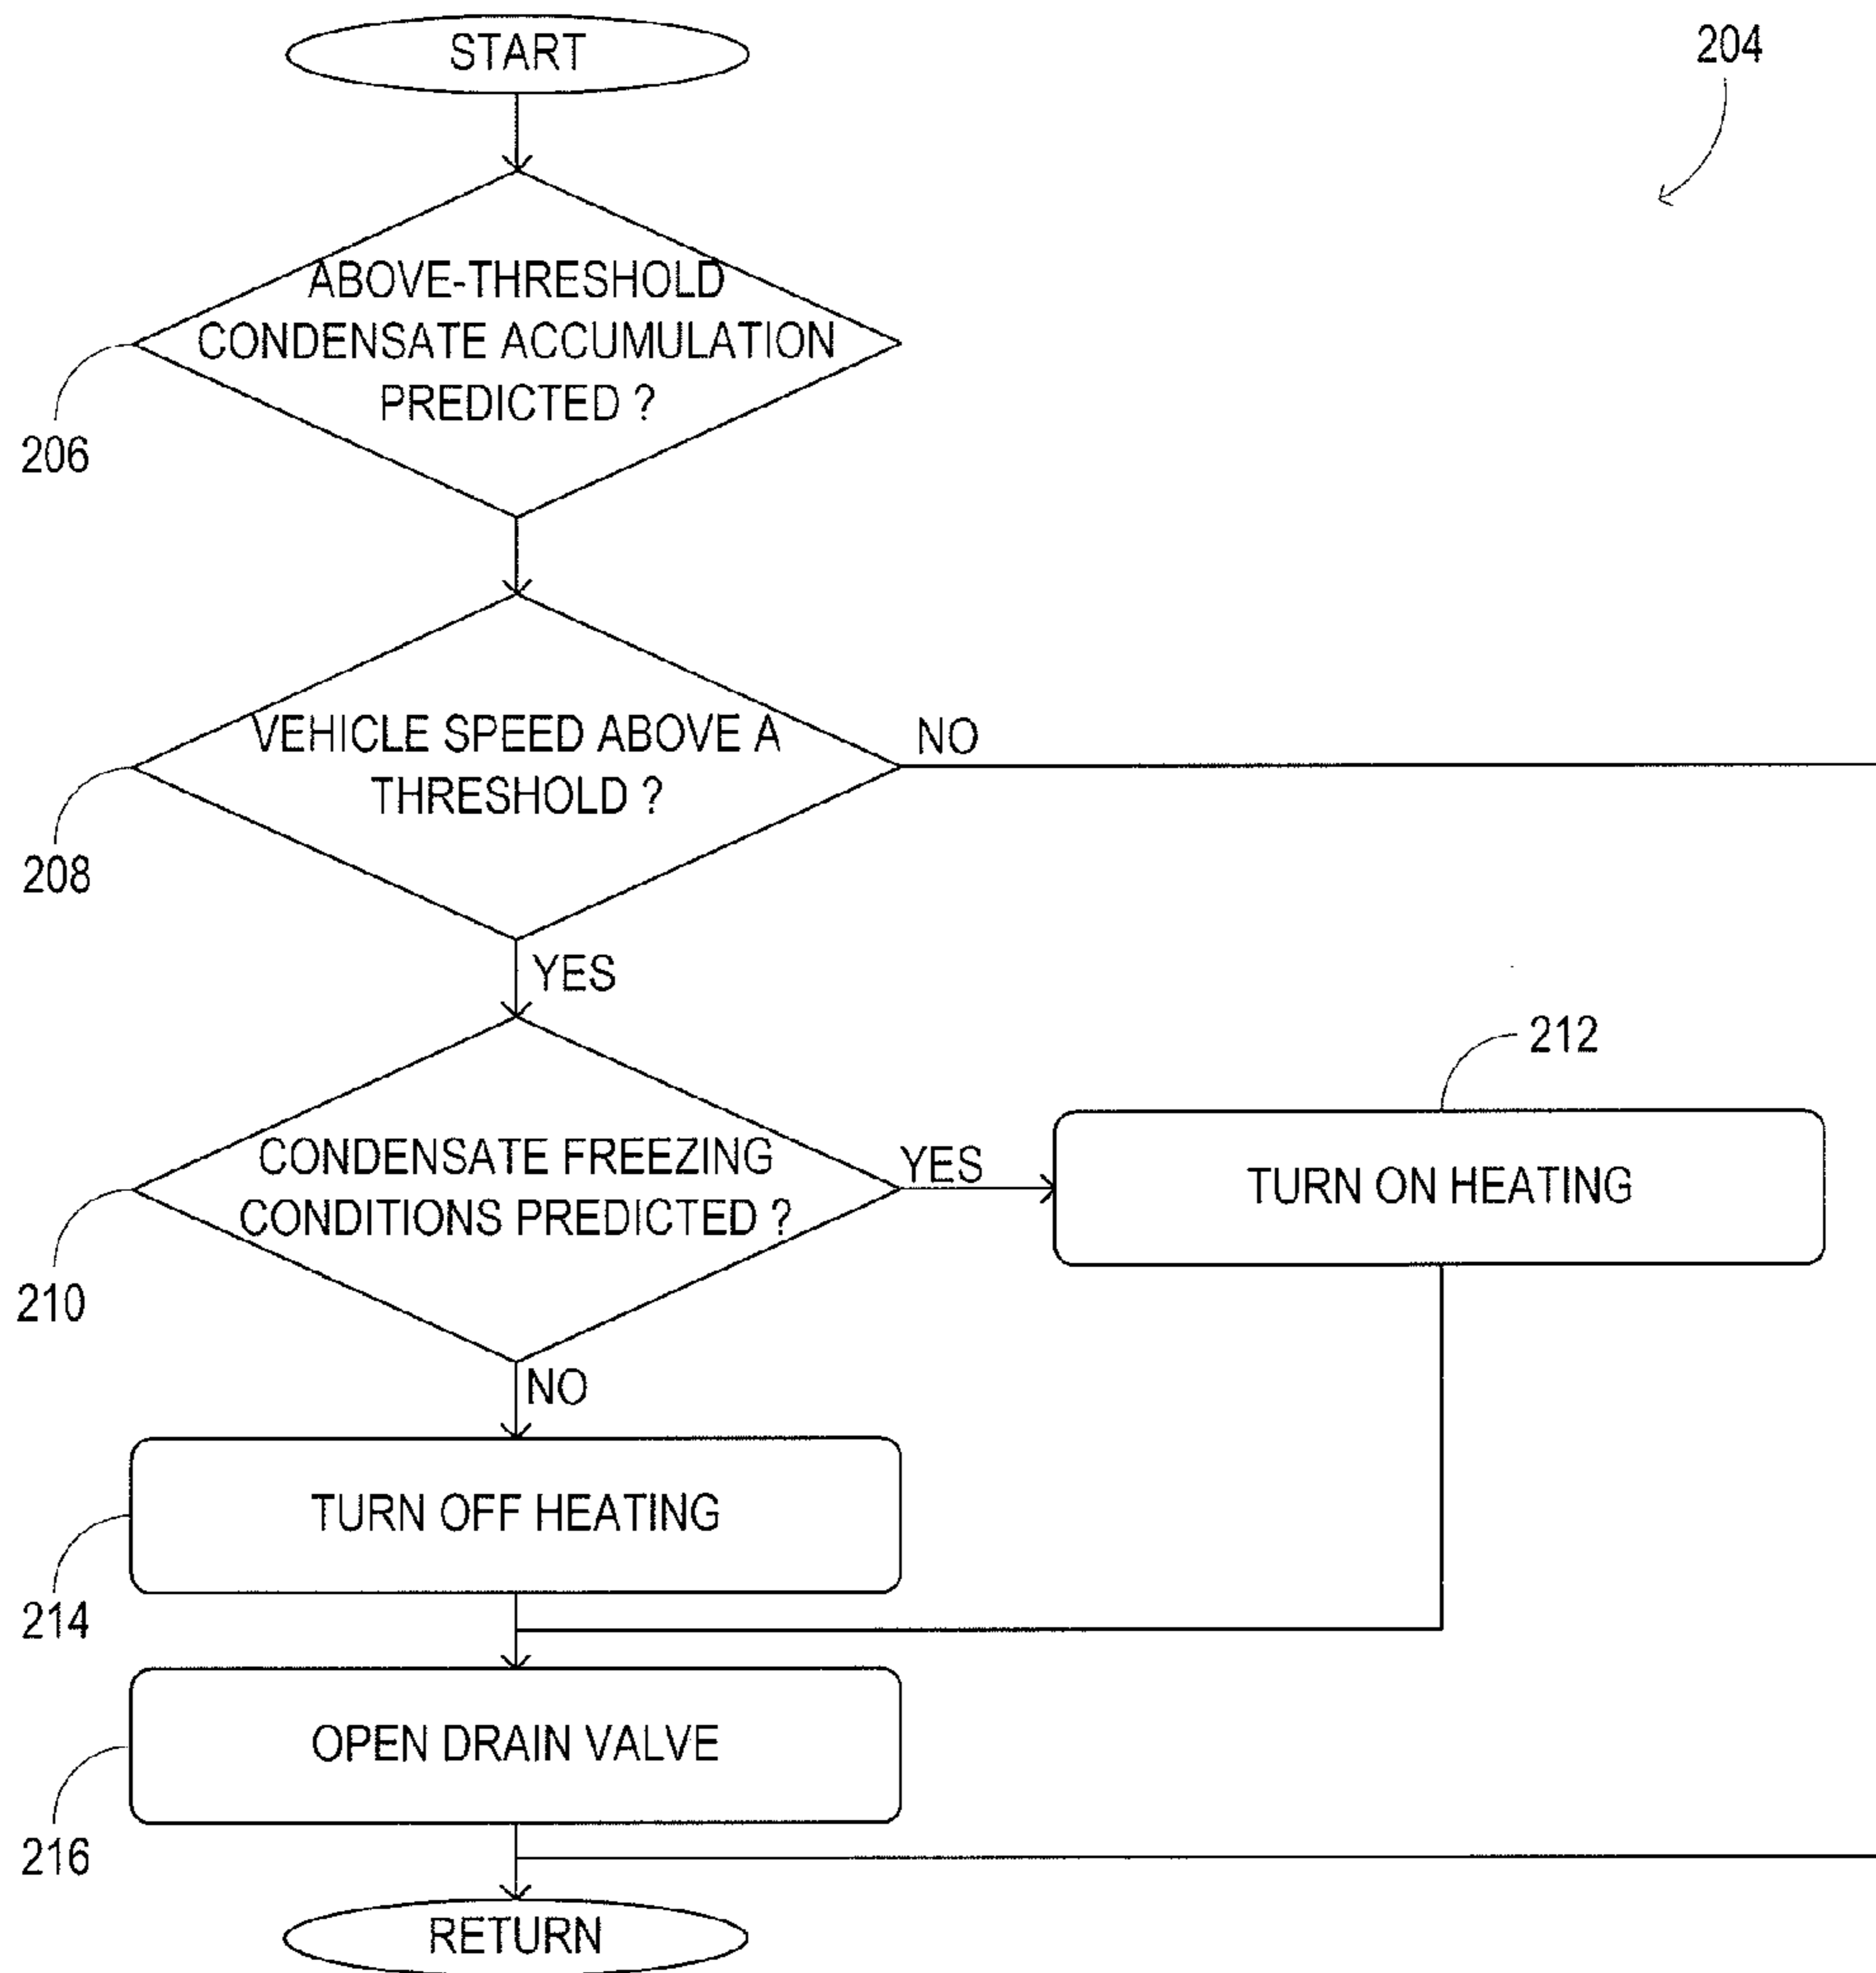 START
204
ABOVE-THRESHOLD
CONDENSATE ACCUMULATION
PREDICTED ?
206
VEHICLE SPEED ABOVE A
THRESHOLD ?
NO
208
YES
212
CONDENSATE FREEZING
CONDITIONS PREDICTED ?
YES
TURN ON HEATING
210
NO
TURN OFF HEATING
214
OPEN DRAIN VALVE
216
RETURN